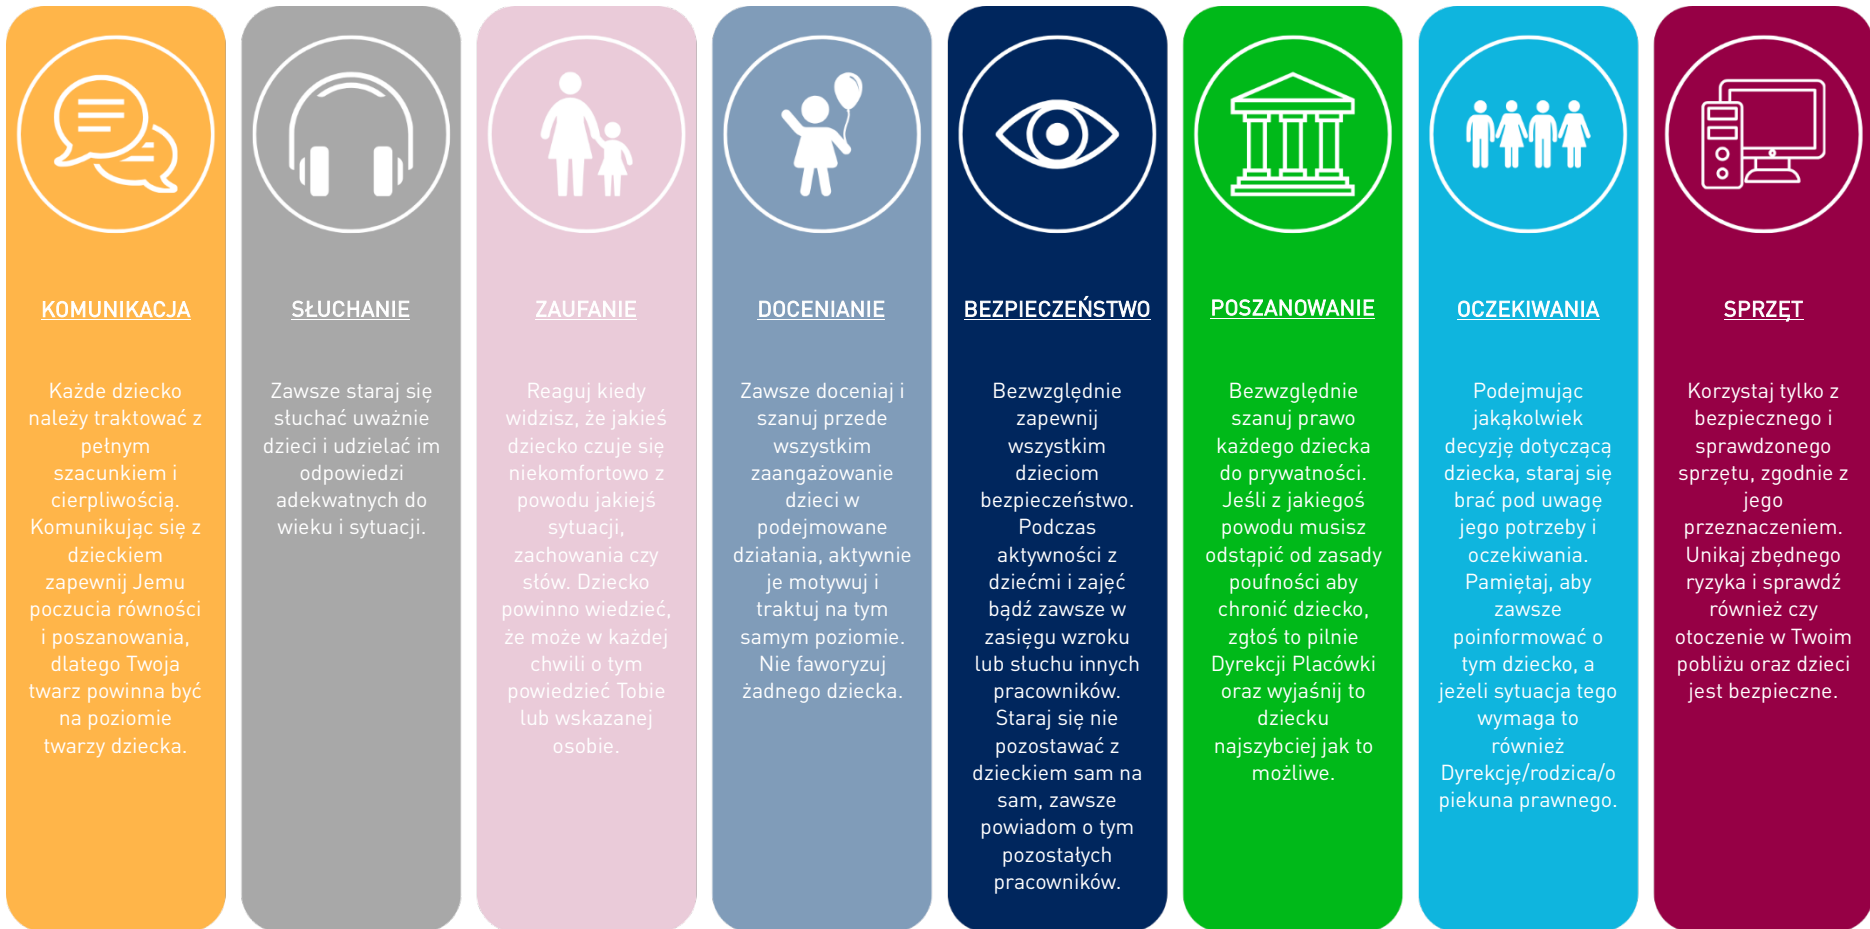 KOMUNIKACJA
Każde dziecko
należy traktować z
pełnym
szacunkiem i
cierpliwością.
Komunikując się z
dzieckiem
zapewnij Jemu
poczucia równości
i poszanowania,
dlatego Twoja
twarz powinna być
na poziomie
twarzy dziecka.
SŁUCHANIE
Zawsze staraj się
słuchać uważnie
dzieci i udzielać im
odpowiedzi
adekwatnych do
wieku i sytuacji.
ZAUFANIE
Reaguj kiedy
widzisz, że jakieś
dziecko czuje się
niekomfortowo z
powodu jakiejś
sytuacji,
zachowania czy
słów. Dziecko
powinno wiedzieć,
że może w każdej
chwili o tym
powiedzieć Tobie
lub wskazanej
osobie.
DOCENIANIE
Zawsze doceniaj i
szanuj przede
wszystkim
zaangażowanie
dzieci w
podejmowane
działania, aktywnie
je motywuj i
traktuj na tym
samym poziomie.
Nie faworyzuj
żadnego dziecka.
BEZPIECZEŃSTWO
Bezwzględnie
zapewnij
wszystkim
dzieciom
bezpieczeństwo.
Podczas
aktywności z
dziećmi i zajęć
bądź zawsze w
zasięgu wzroku
lub słuchu innych
pracowników.
Staraj się nie
pozostawać z
dzieckiem sam na
sam, zawsze
powiadom o tym
pozostałych
pracowników.
POSZANOWANIE
Bezwzględnie
szanuj prawo
każdego dziecka
do prywatności.
Jeśli z jakiegoś
powodu musisz
odstąpić od zasady
poufności aby
chronić dziecko,
zgłoś to pilnie
Dyrekcji Placówki
oraz wyjaśnij to
dziecku
najszybciej jak to
możliwe.
OCZEKIWANIA
Podejmując
jakąkolwiek
decyzję dotyczącą
dziecka, staraj się
brać pod uwagę
jego potrzeby i
oczekiwania.
Pamiętaj, aby
zawsze
poinformować o
tym dziecko, a
jeżeli sytuacja tego
wymaga to
również
Dyrekcję/rodzica/o
piekuna prawnego.
SPRZĘT
Korzystaj tylko z
bezpiecznego i
sprawdzonego
sprzętu, zgodnie z
jego
przeznaczeniem.
Unikaj zbędnego
ryzyka i sprawdź
również czy
otoczenie w Twoim
pobliżu oraz dzieci
jest bezpieczne.